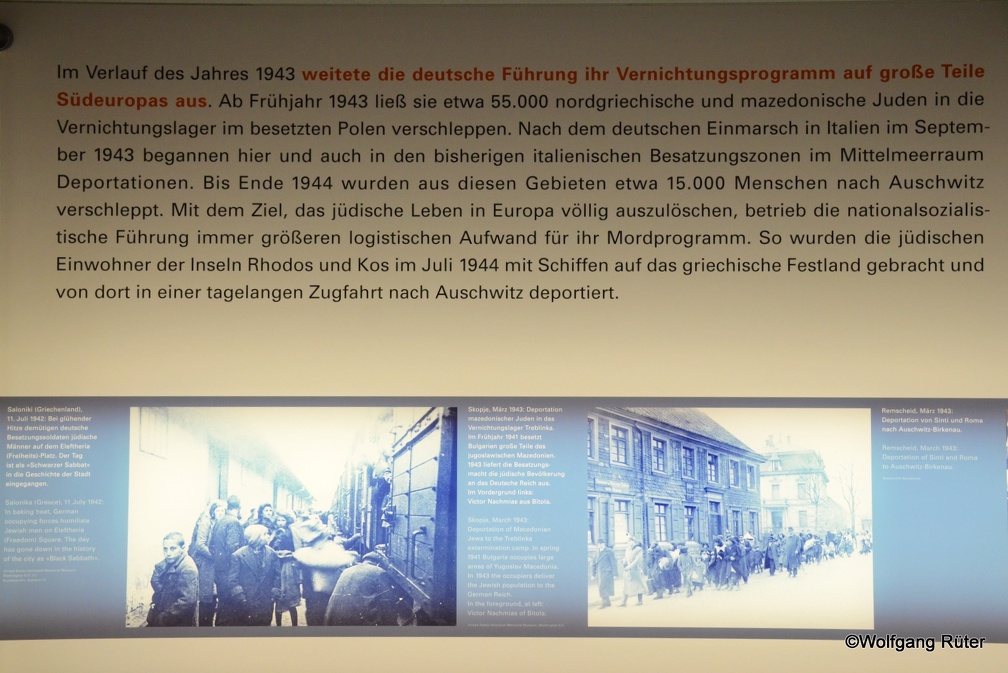 Im Verlauf des Jahres 1943 weitete die deutsche Führung ihr Vernichtungsprogramm auf große Teile
Südeuropas aus. Ab Frühjahr 1943 ließ sie etwa 55.000 nordgriechische und mazedonische Juden in die
Vernichtungslager im besetzten Polen verschleppen. Nach dem deutschen Einmarsch in Italien im Septem-
ber 1943 begannen hier und auch in den bisherigen italienischen Besatzungszonen im Mittelmeerraum
Deportationen. Bis Ende 1944 wurden aus diesen Gebieten etwa 15.000 Menschen nach Auschwitz
verschleppt. Mit dem Ziel, das jüdische Leben in Europa völlig auszulöschen, betrieb die nationalsozialis-
tische Führung immer größeren logistischen Aufwand für ihr Mordprogramm. So wurden die jüdischen
Einwohner der Inseln Rhodos und Kos im Juli 1944 mit Schiffen auf das griechische Festland gebracht und
von dort in einer tagelangen Zugfahrt nach Auschwitz deportiert.
Saloniki (Griechenland),
11. Juli 1942: Bei glühender
Hitze demütigen deutsche
Besatzungssoldaten jüdische
Männer auf dem Eleftheria
(Freiheits)-Platz. Der Tag
ist als «Schwarzer Sabbat»
in die Geschichte der Stadt
eingegangen.
Saloniki (Greece), 11 July 1942:
In baking heat, German
occupying forces humiliate
Jewish men on Eleftheria
(Freedom) Square. The day
has gone down in the history
of the city as «Black Sabbath».
Skopje, März 1943: Deportation
mazedonischer Juden in das
Vernichtungslager Treblinka.
Im Frühjahr 1941 besetzt
Bulgarien große Teile des
jugoslawischen Mazedonien.
1943 liefert die Besatzungs-
macht die jüdische Bevölkerung
an das Deutsche Reich aus.
Im Vordergrund links:
Victor Nachmias aus Bitola.
Skopje, March 1943:
Deportation of Macedonian
Jews to the Treblinka
extermination camp. In spring
1941 Bulgaria occupies large
areas of Yugoslav Macedonia.
In 1943 the occupiers deliver
the Jewish population to the
German Reich.
In the foreground, at left:
Victor Nachmias of Bitola.
Remscheid, März 1943:
Deportation von Sinti und Roma
nach Auschwitz-Birkenau.
Remscheid, March 1943:
Deportation of Sinti and Roma
to Auschwitz-Birkenau.
©Wolfgang Rüter